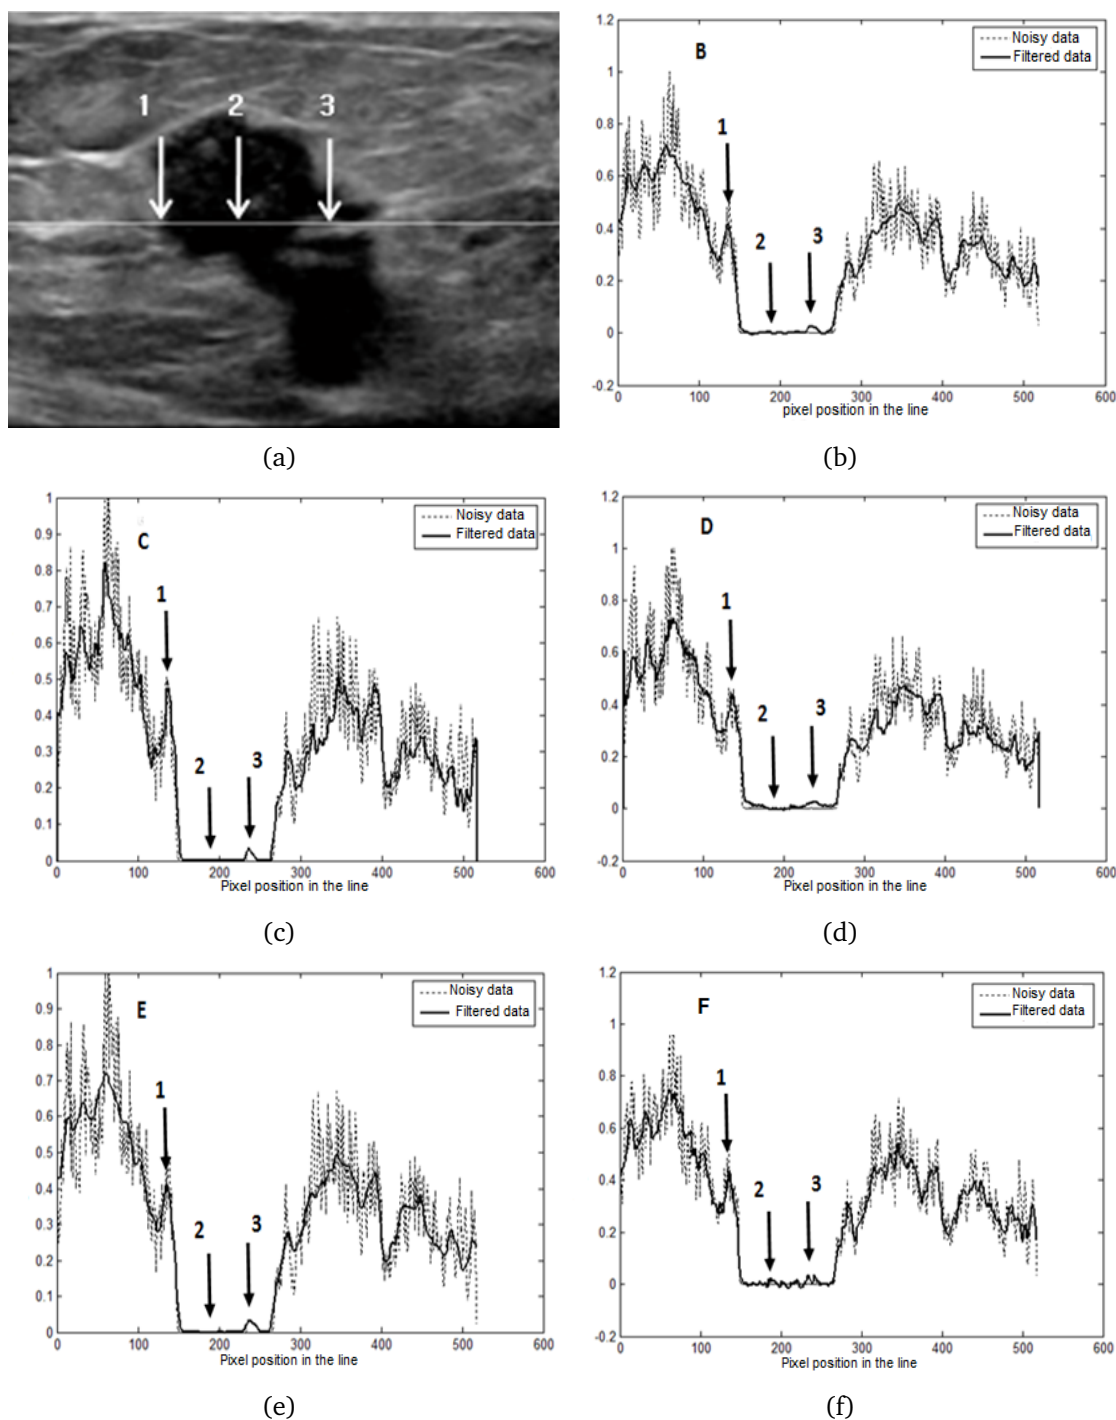 1 2 3
(a)
B
Noisy data
Filtered data
1
2
3
1.2
1
0.8
0.6
0.4
0.2
0
-0.2
0 100 200 300 400 500 600
pixel position in the line
(b)
C
Noisy data
Filtered data
1
2
3
1
0.9
0.8
0.7
0.6
0.5
0.4
0.3
0.2
0.1
0
0 100 200 300 400 500 600
Pixel position in the line
(c)
D
Noisy data
Filtered data
1
2
3
1.2
1
0.8
0.6
0.4
0.2
0
-0.2
0 100 200 300 400 500 600
Pixel position in the line
(d)
E
Noisy data
Filtered data
1
2
3
1
0.9
0.8
0.7
0.6
0.5
0.4
0.3
0.2
0.1
0
0 100 200 300 400 500 600
Pixel position in the line
(e)
F
Noisy data
Filtered data
1
2
3
1.2
1
0.8
0.6
0.4
0.2
0
-0.2
0 100 200 300 400 500 600
Pixel position in the line
(f)